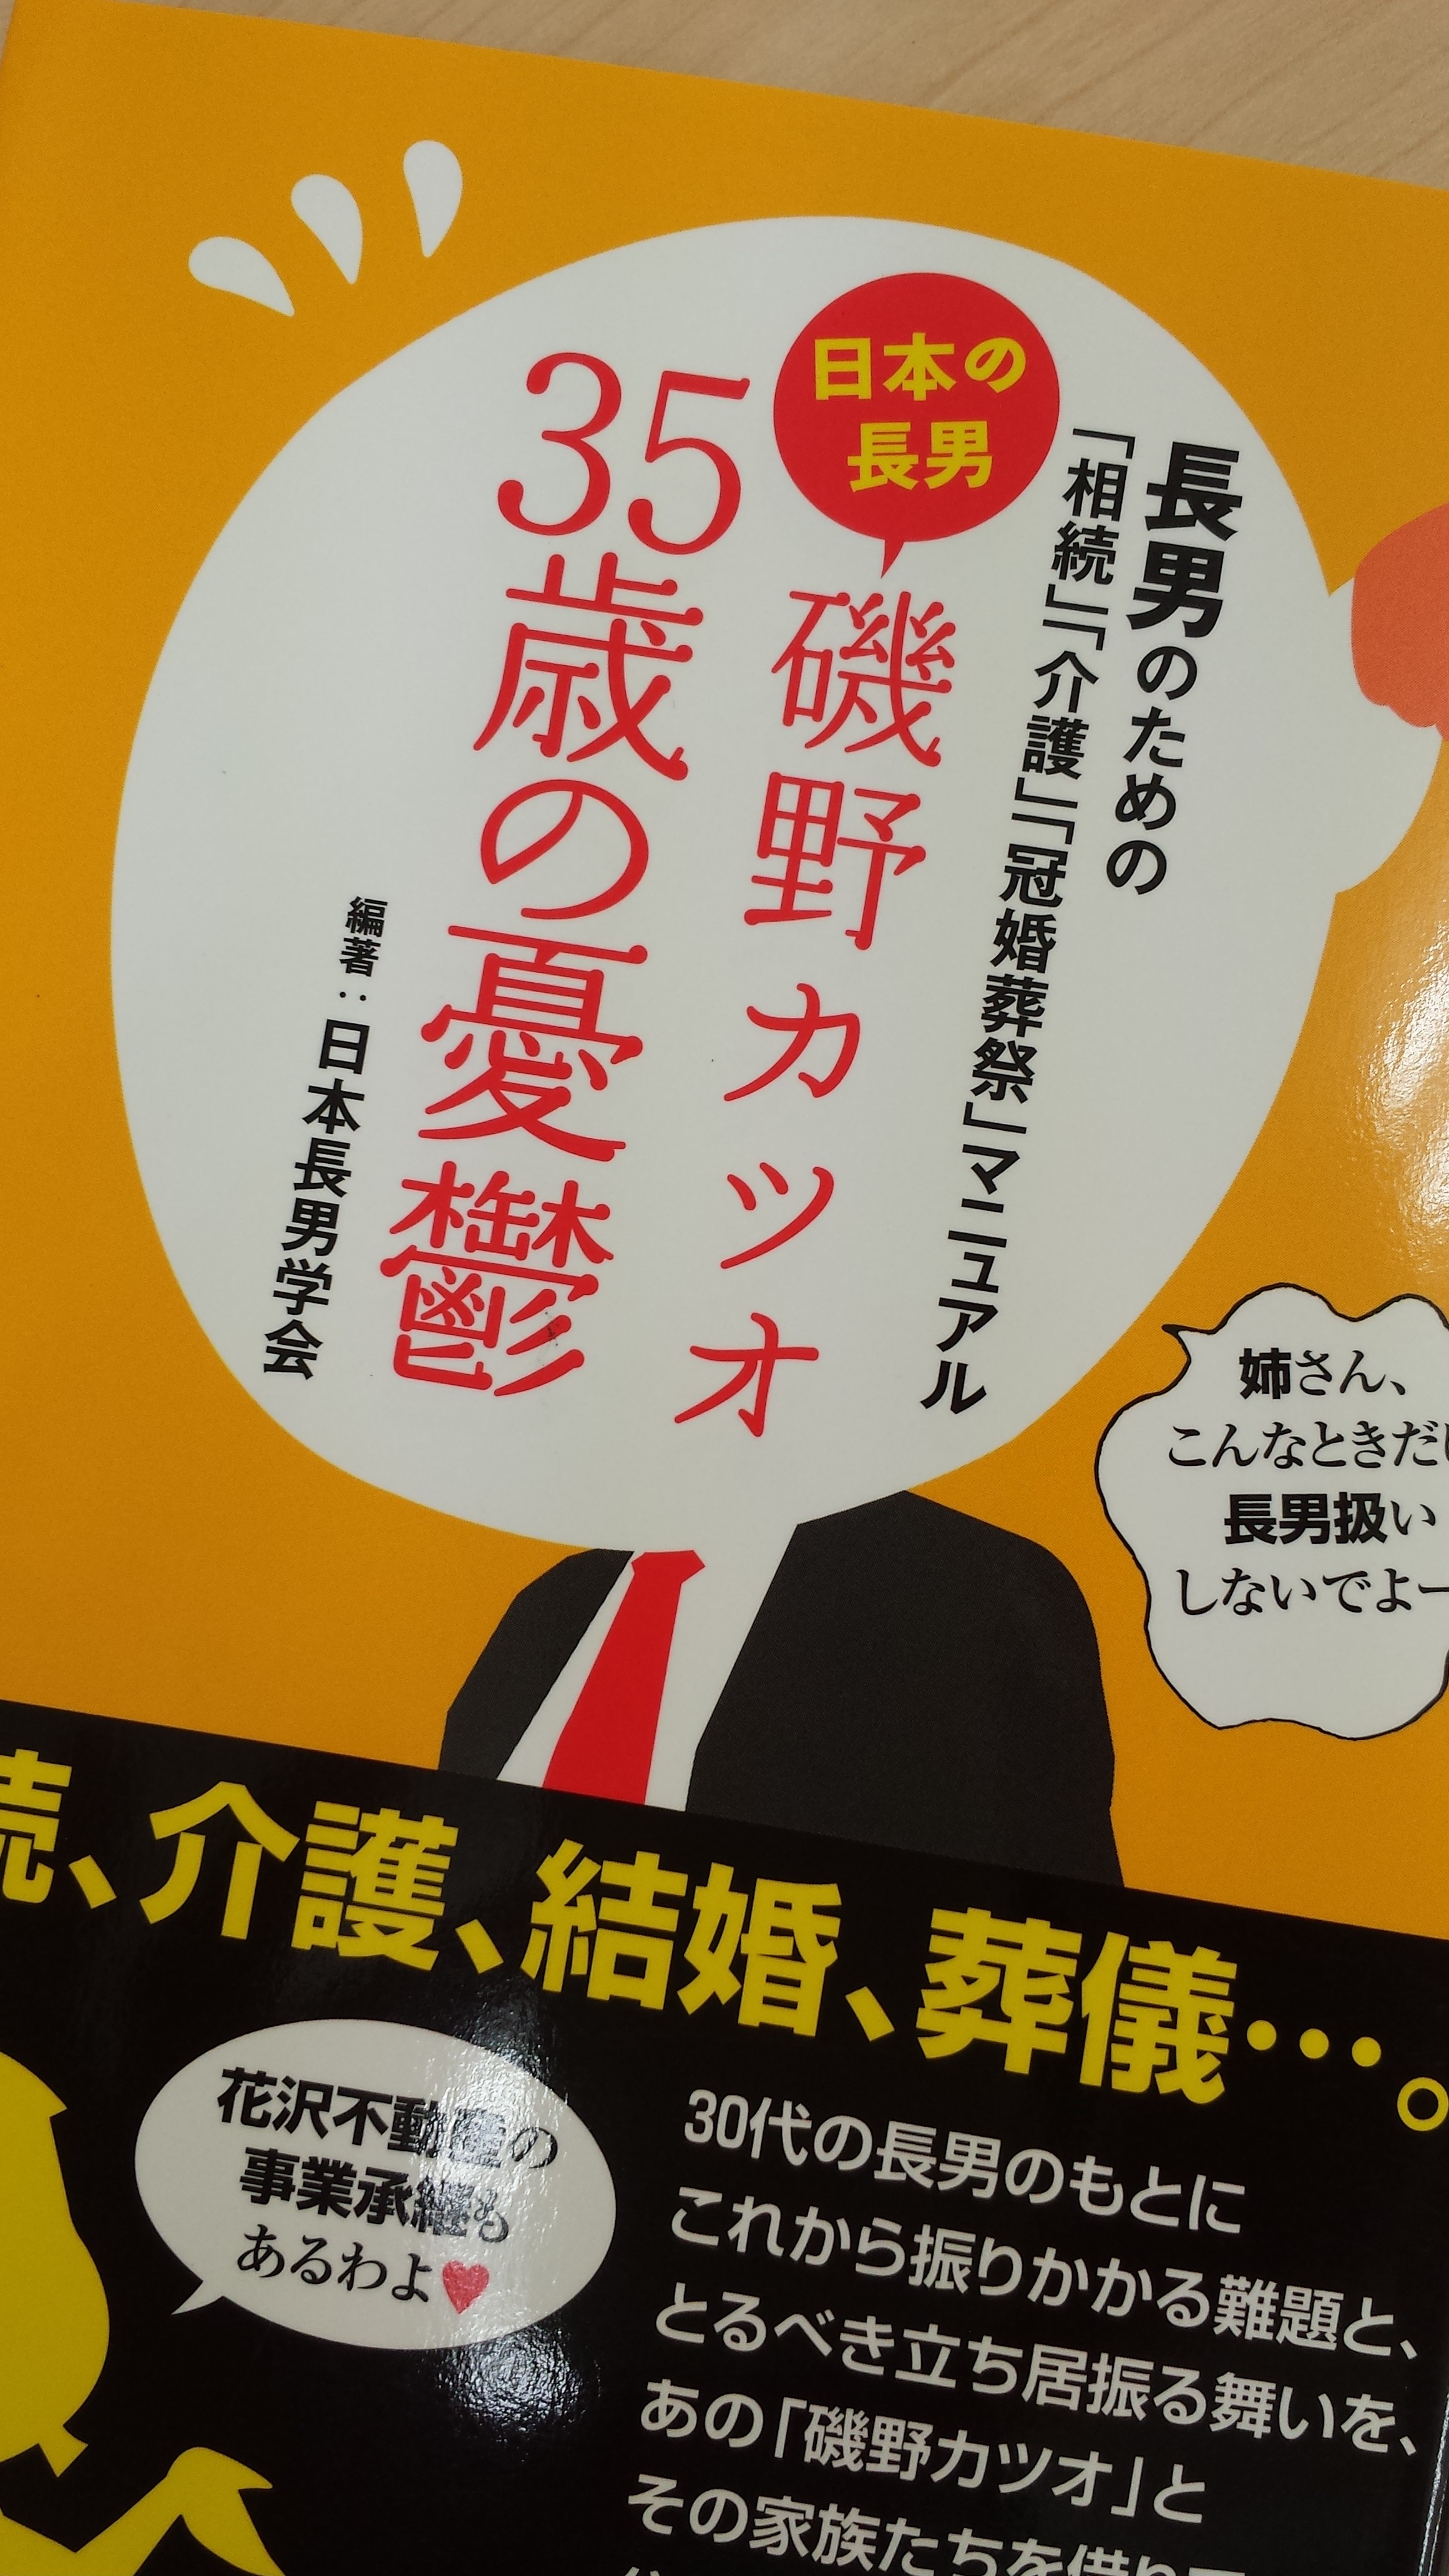 長男のための
「相続」「介護」「冠婚葬祭」マニュアル
日本の
長男
磯野カツオ
35歳の憂鬱
編著：日本長男学会
姉さん、
こんなときだけ
長男扱い
しないでよー
続、介護、結婚、葬儀…。
花沢不動産の
事業承継も
あるわよ♥
30代の長男のもとに
これから振りかかる難題と、
とるべき立ち居振る舞いを、
あの「磯野カツオ」と
その家族たちを借り